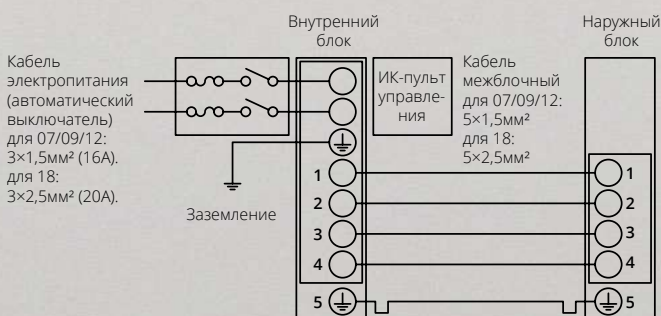 Внутренний
блок
Наружный
блок
Кабель
электропитания
(автоматический
выключатель)
для 07/09/12:
3×1,5мм² (16А).
для 18:
3×2,5мм² (20А).
ИК-пульт
управле-
ния
Кабель
межблочный
для 07/09/12:
5×1,5мм²
для 18:
5×2,5мм²
Заземление
1
2
3
4
5
1
2
3
4
5